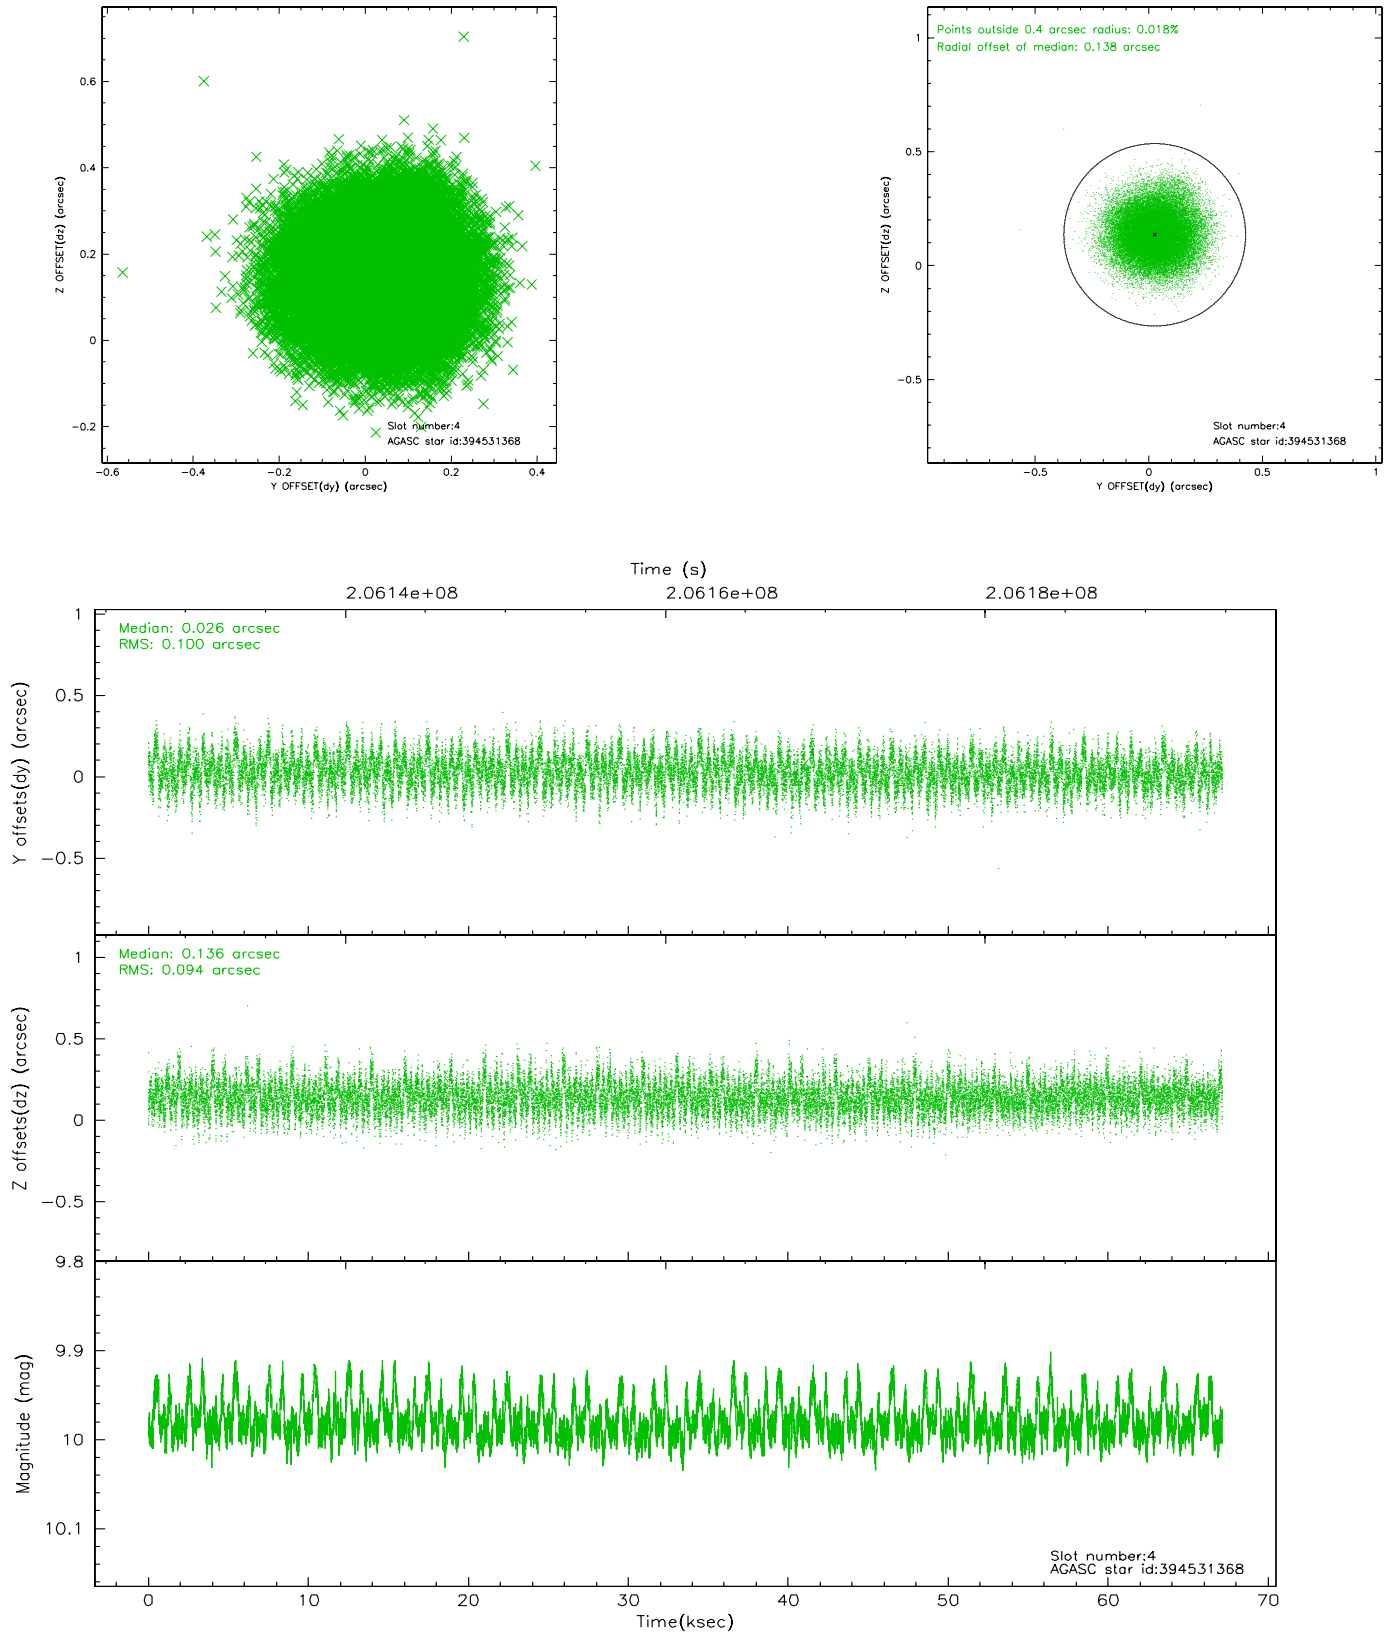 0.6
0.4
0.2
0
−0.2
Z OFFSET(dz) (arcsec)
−0.6 −0.4 −0.2 0 0.2 0.4
Y OFFSET(dy) (arcsec)
Slot number:4
AGASC star id:394531368
Points outside 0.4 arcsec radius: 0.018%
Radial offset of median: 0.138 arcsec
1
0.5
0
−0.5
Z OFFSET(dz) (arcsec)
−0.5 0 0.5 1
Y OFFSET(dy) (arcsec)
Slot number:4
AGASC star id:394531368
Time (s)
2.0614e+08 2.0616e+08 2.0618e+08
Median: 0.026 arcsec
RMS: 0.100 arcsec
1
0.5
0
−0.5
Y offsets(dy) (arcsec)
Median: 0.136 arcsec
RMS: 0.094 arcsec
1
0.5
0
−0.5
Z offsets(dz) (arcsec)
9.8
9.9
10
10.1
Magnitude (mag)
Slot number:4
AGASC star id:394531368
0 10 20 30 40 50 60 70
Time(ksec)